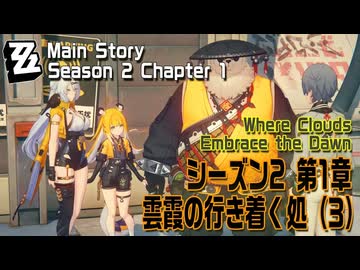 Main Story
Season 2 Chapter 1
Where Clouds
Embrace the Dawn
シーズン2 第1章
雲霞の行き着く処 (3)